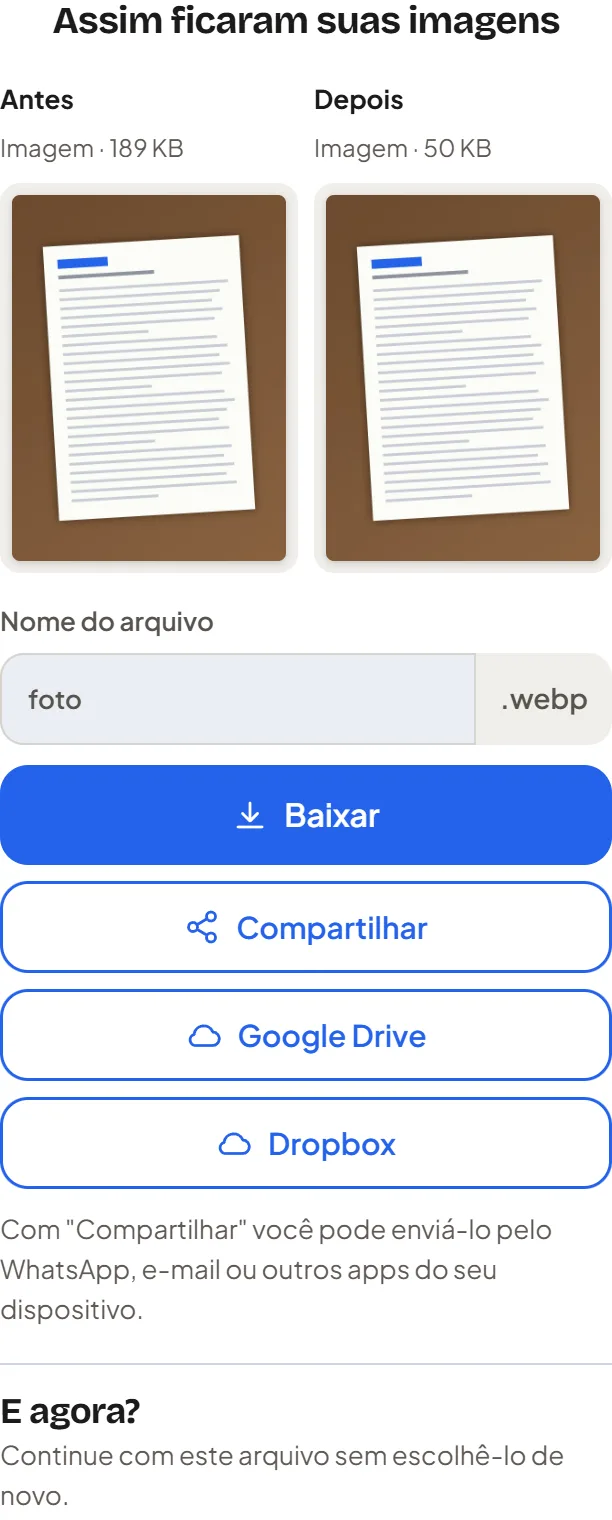 Assim ficaram suas imagens
Antes
Imagem · 189 KB
Depois
Imagem · 50 KB
Nome do arquivo
foto
.webp
Baixar
Compartilhar
Google Drive
Dropbox
Com "Compartilhar" você pode enviá-lo pelo
WhatsApp, e-mail ou outros apps do seu
dispositivo.
E agora?
Continue com este arquivo sem escolhê-lo de
novo.